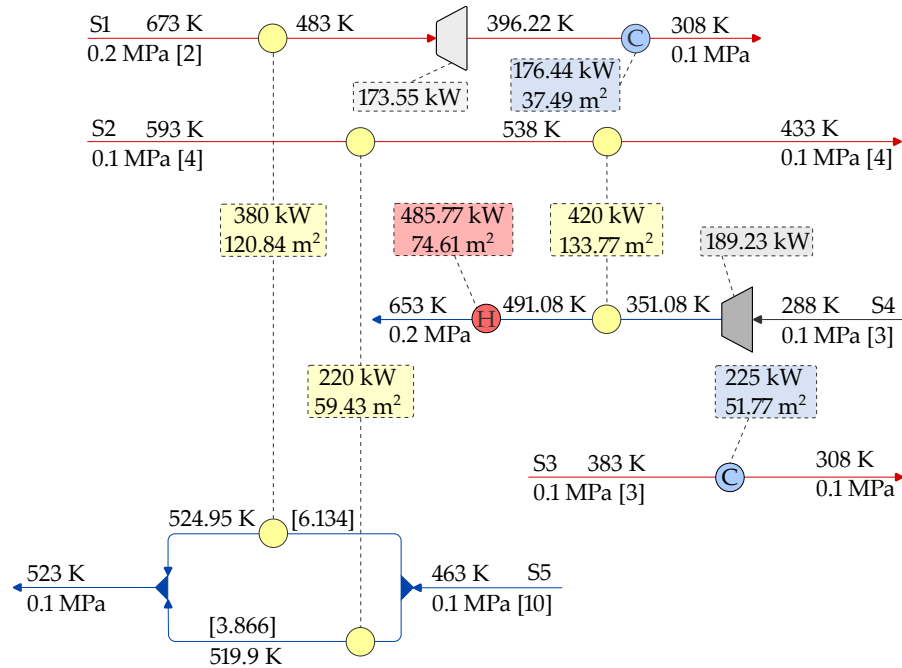 S1 673 K 483 K 396.22 K C 308 K
0.2 MPa [2] 0.1 MPa
173.55 kW
176.44 kW
37.49 m²
S2 593 K 538 K 433 K
0.1 MPa [4] 0.1 MPa [4]
380 kW
120.84 m²
485.77 kW
74.61 m²
420 kW
133.77 m²
189.23 kW
653 K H 491.08 K 351.08 K 288 K S4
0.2 MPa 0.1 MPa [3]
220 kW
59.43 m²
225 kW
51.77 m²
S3 383 K C 308 K
0.1 MPa [3] 0.1 MPa
524.95 K [6.134]
523 K 463 K S5
0.1 MPa 0.1 MPa [10]
[3.866]
519.9 K